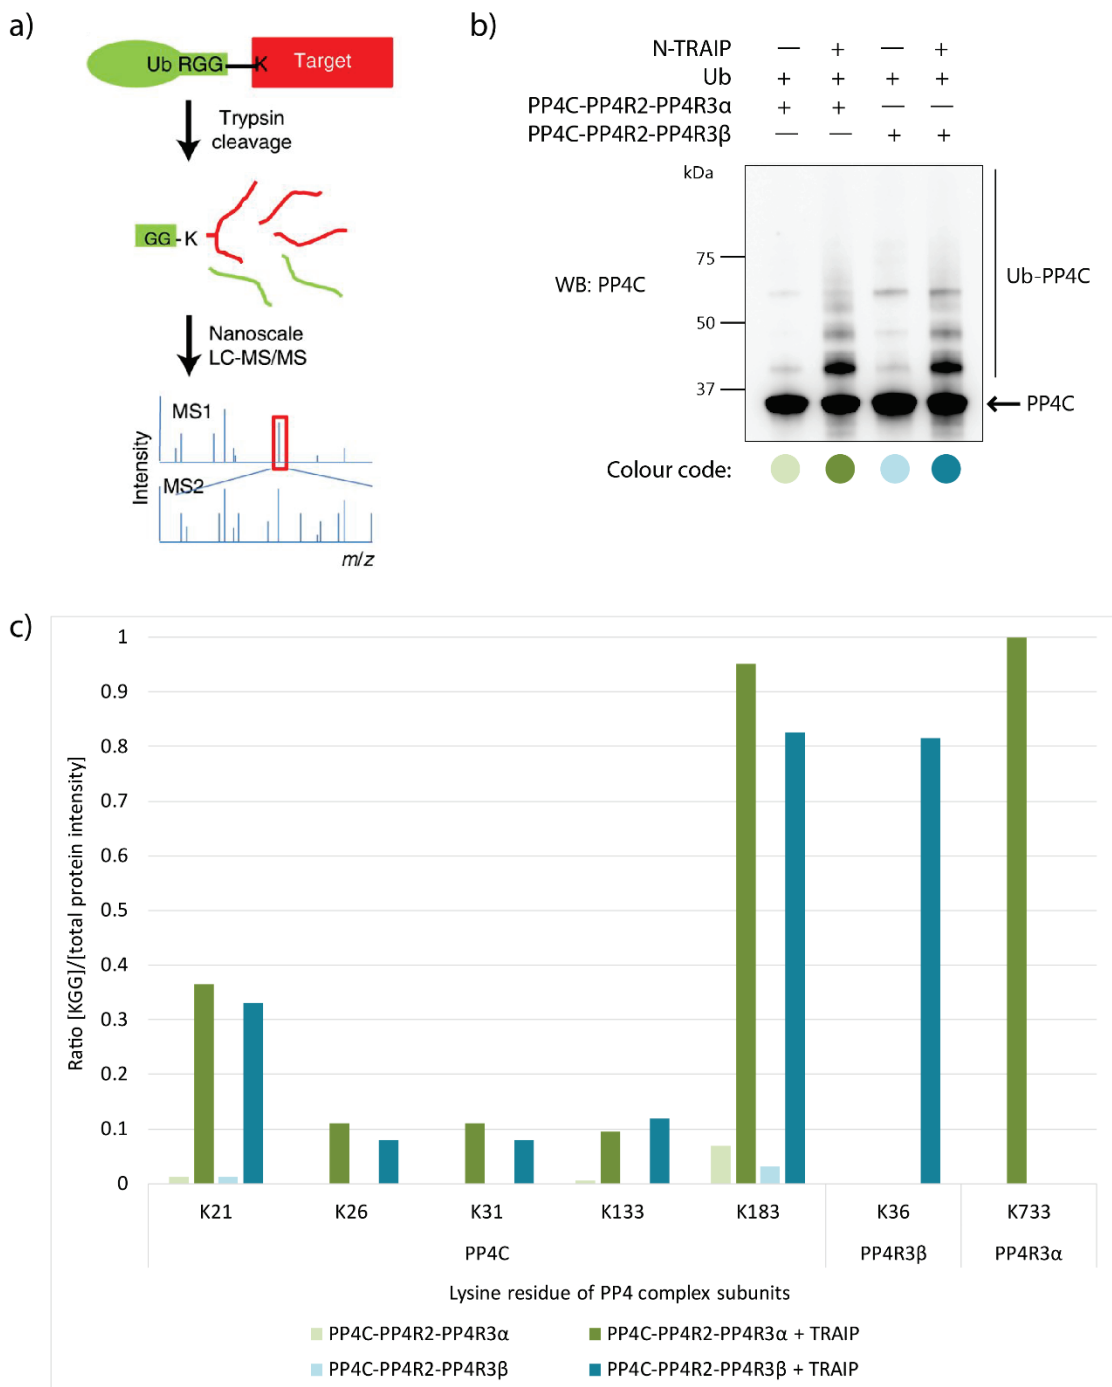 a)
Ub RGG K Target
Trypsin
cleavage
GG -K
Nanoscale
LC-MS/MS
MS1
MS2
Intensity
m/z
b)
N-TRAIP — + — +
Ub + + + +
PP4C-PP4R2-PP4R3α + + — —
PP4C-PP4R2-PP4R3β — — + +
kDa
75
50
37
WB: PP4C
Ub-PP4C
PP4C
Colour code:
c)
Ratio [KGG]/[total protein intensity]
1
0.9
0.8
0.7
0.6
0.5
0.4
0.3
0.2
0.1
0
K21 K26 K31 K133 K183 K36 K733
PP4C PP4R3β PP4R3α
Lysine residue of PP4 complex subunits
PP4C-PP4R2-PP4R3α PP4C-PP4R2-PP4R3α + TRAIP
PP4C-PP4R2-PP4R3β PP4C-PP4R2-PP4R3β + TRAIP